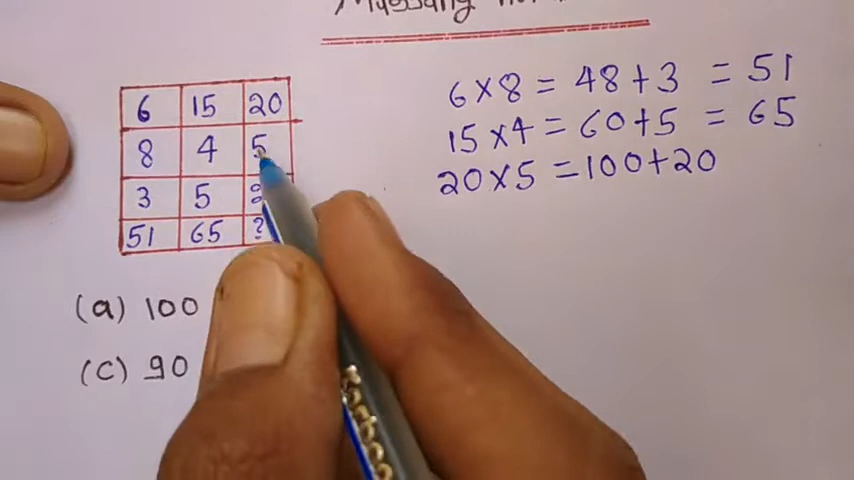 6 15 20
8 4 5
3 5
51 65 ?
6×8 = 48+3 = 51
15×4 = 60+5 = 65
20×5 =100+20
(a) 100
(c) 90